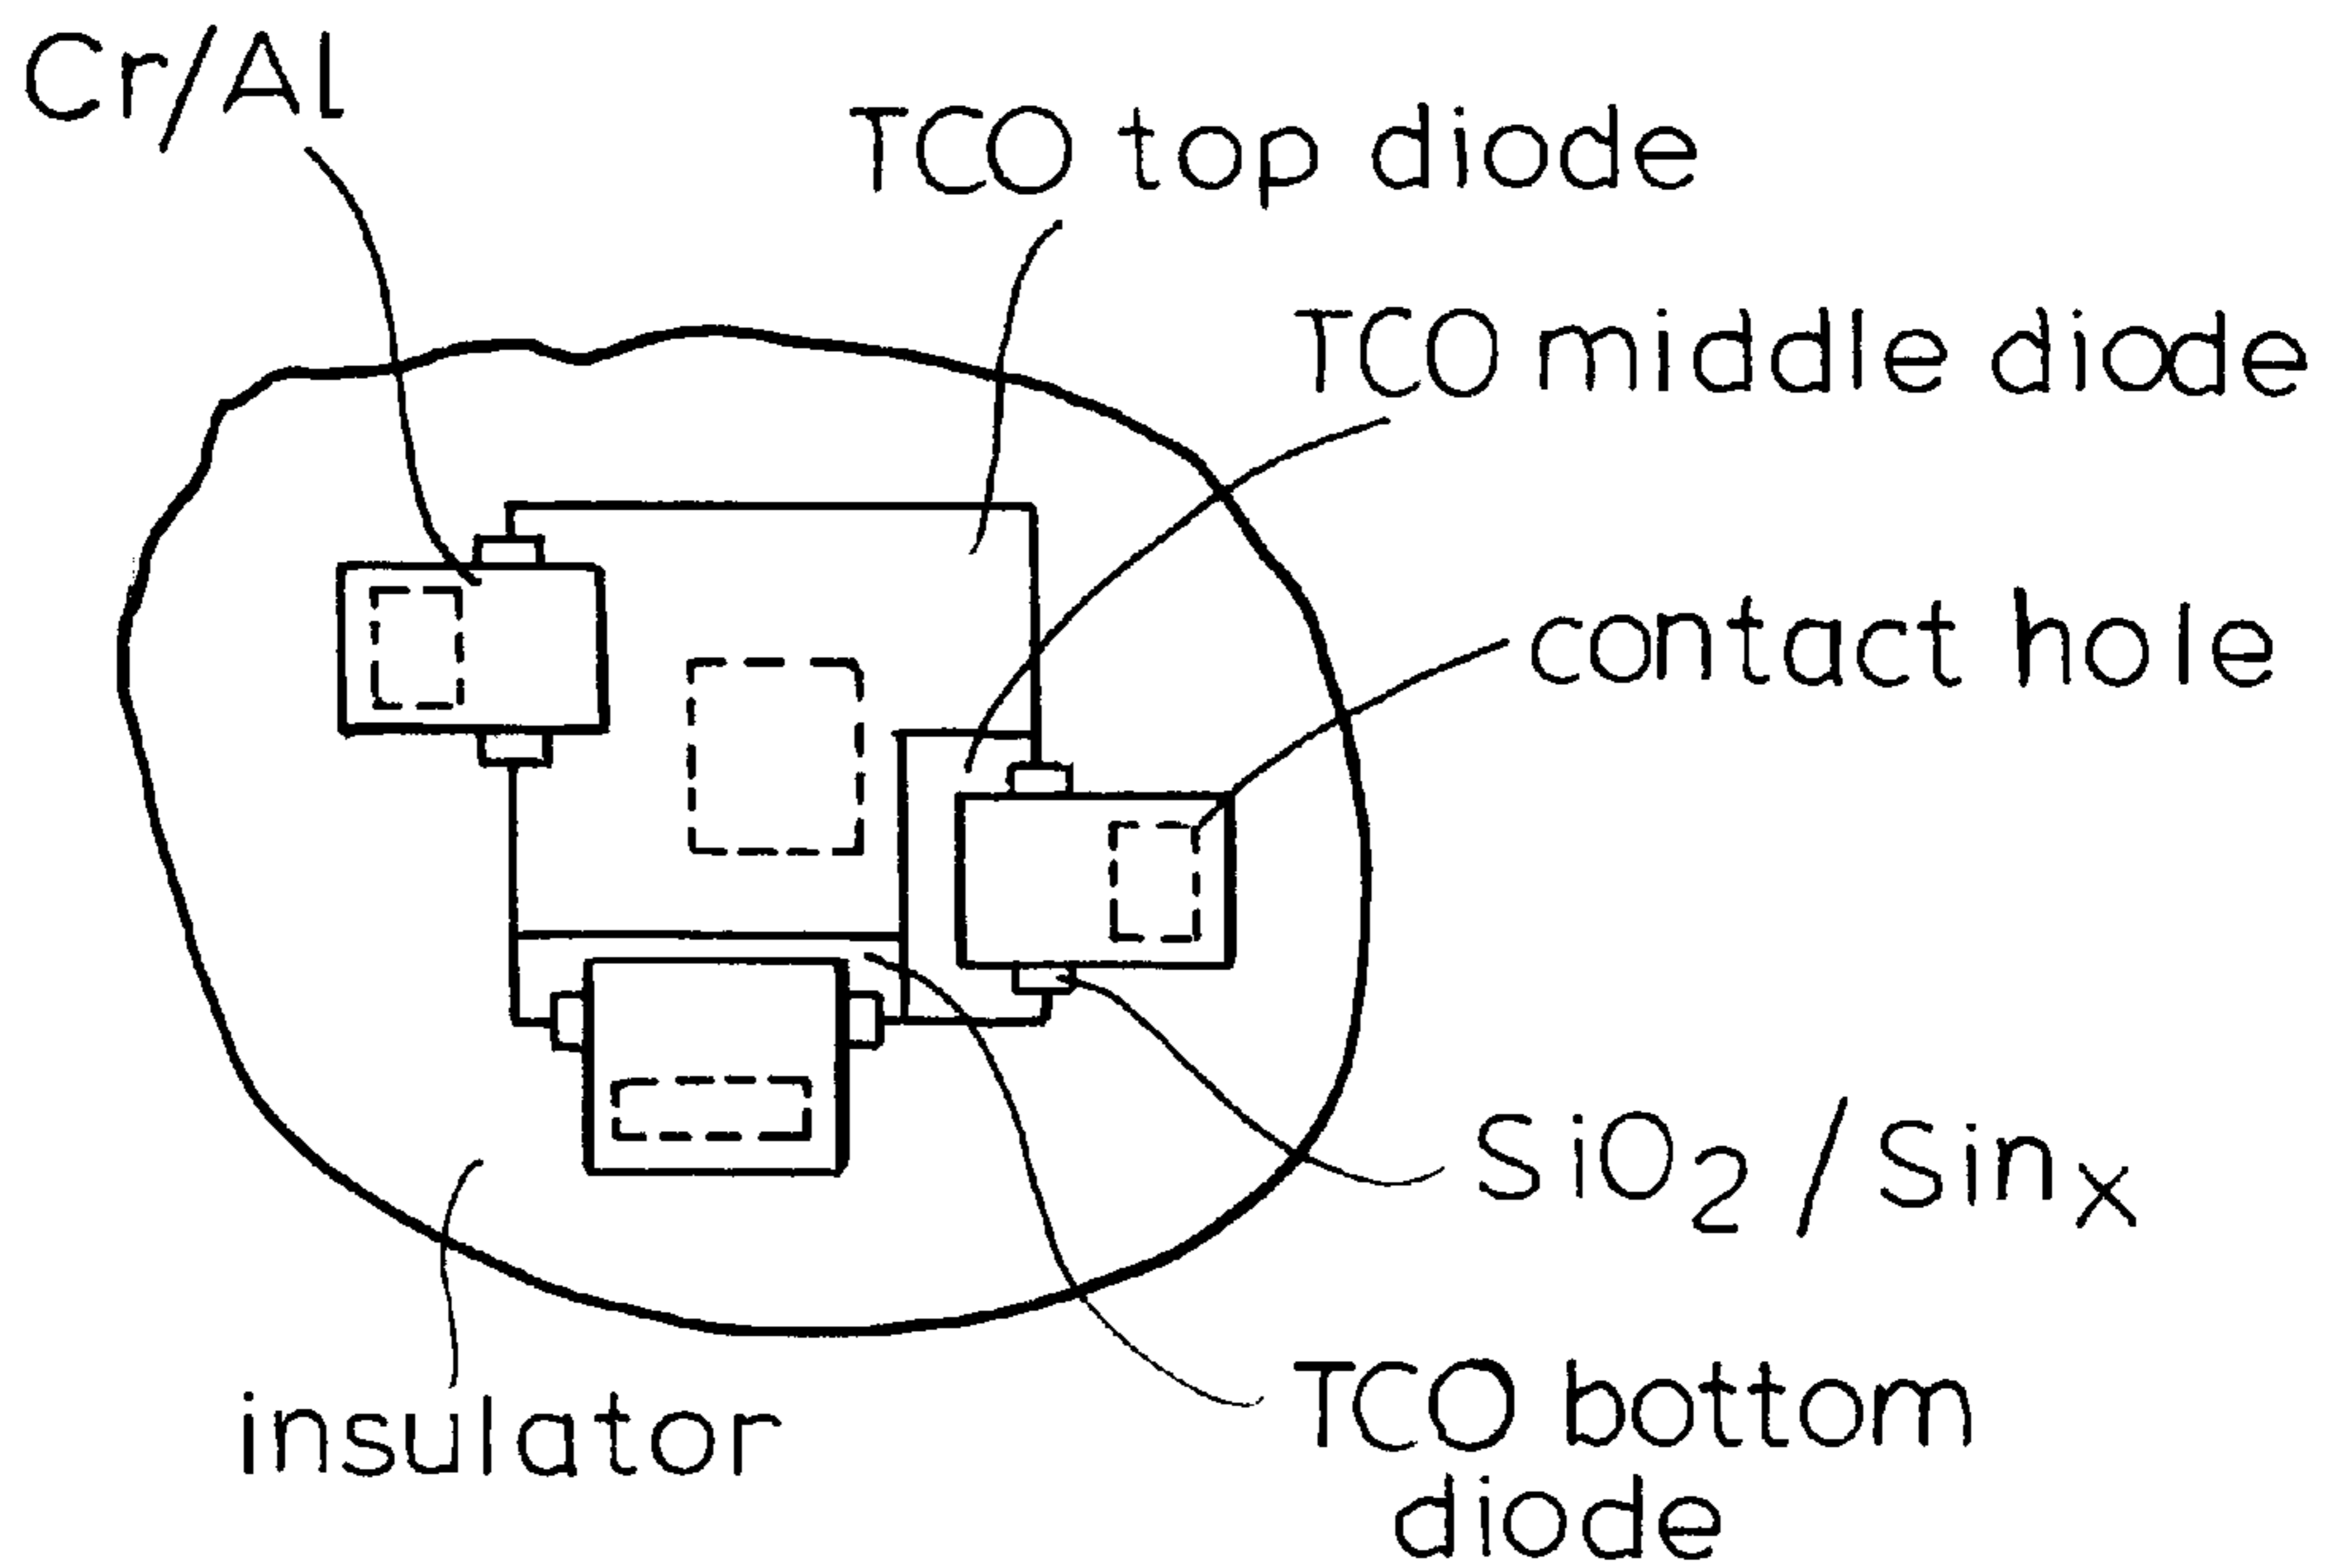 Cr/Al
TCO top diode
TCO middle diode
contact hole
SiO₂/Sinₓ
TCO bottom
diode
insulator